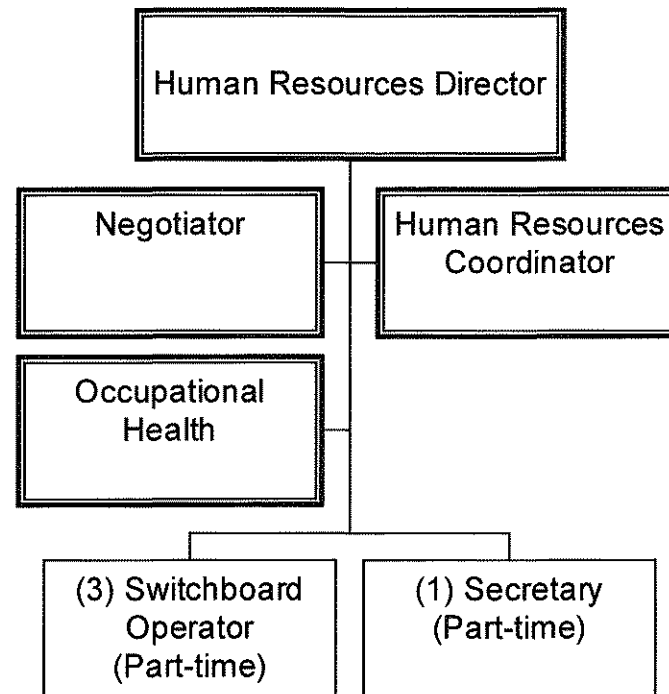 Human Resources Director
Negotiator
Human Resources
Coordinator
Occupational
Health
(3) Switchboard
Operator
(Part-time)
(1) Secretary
(Part-time)